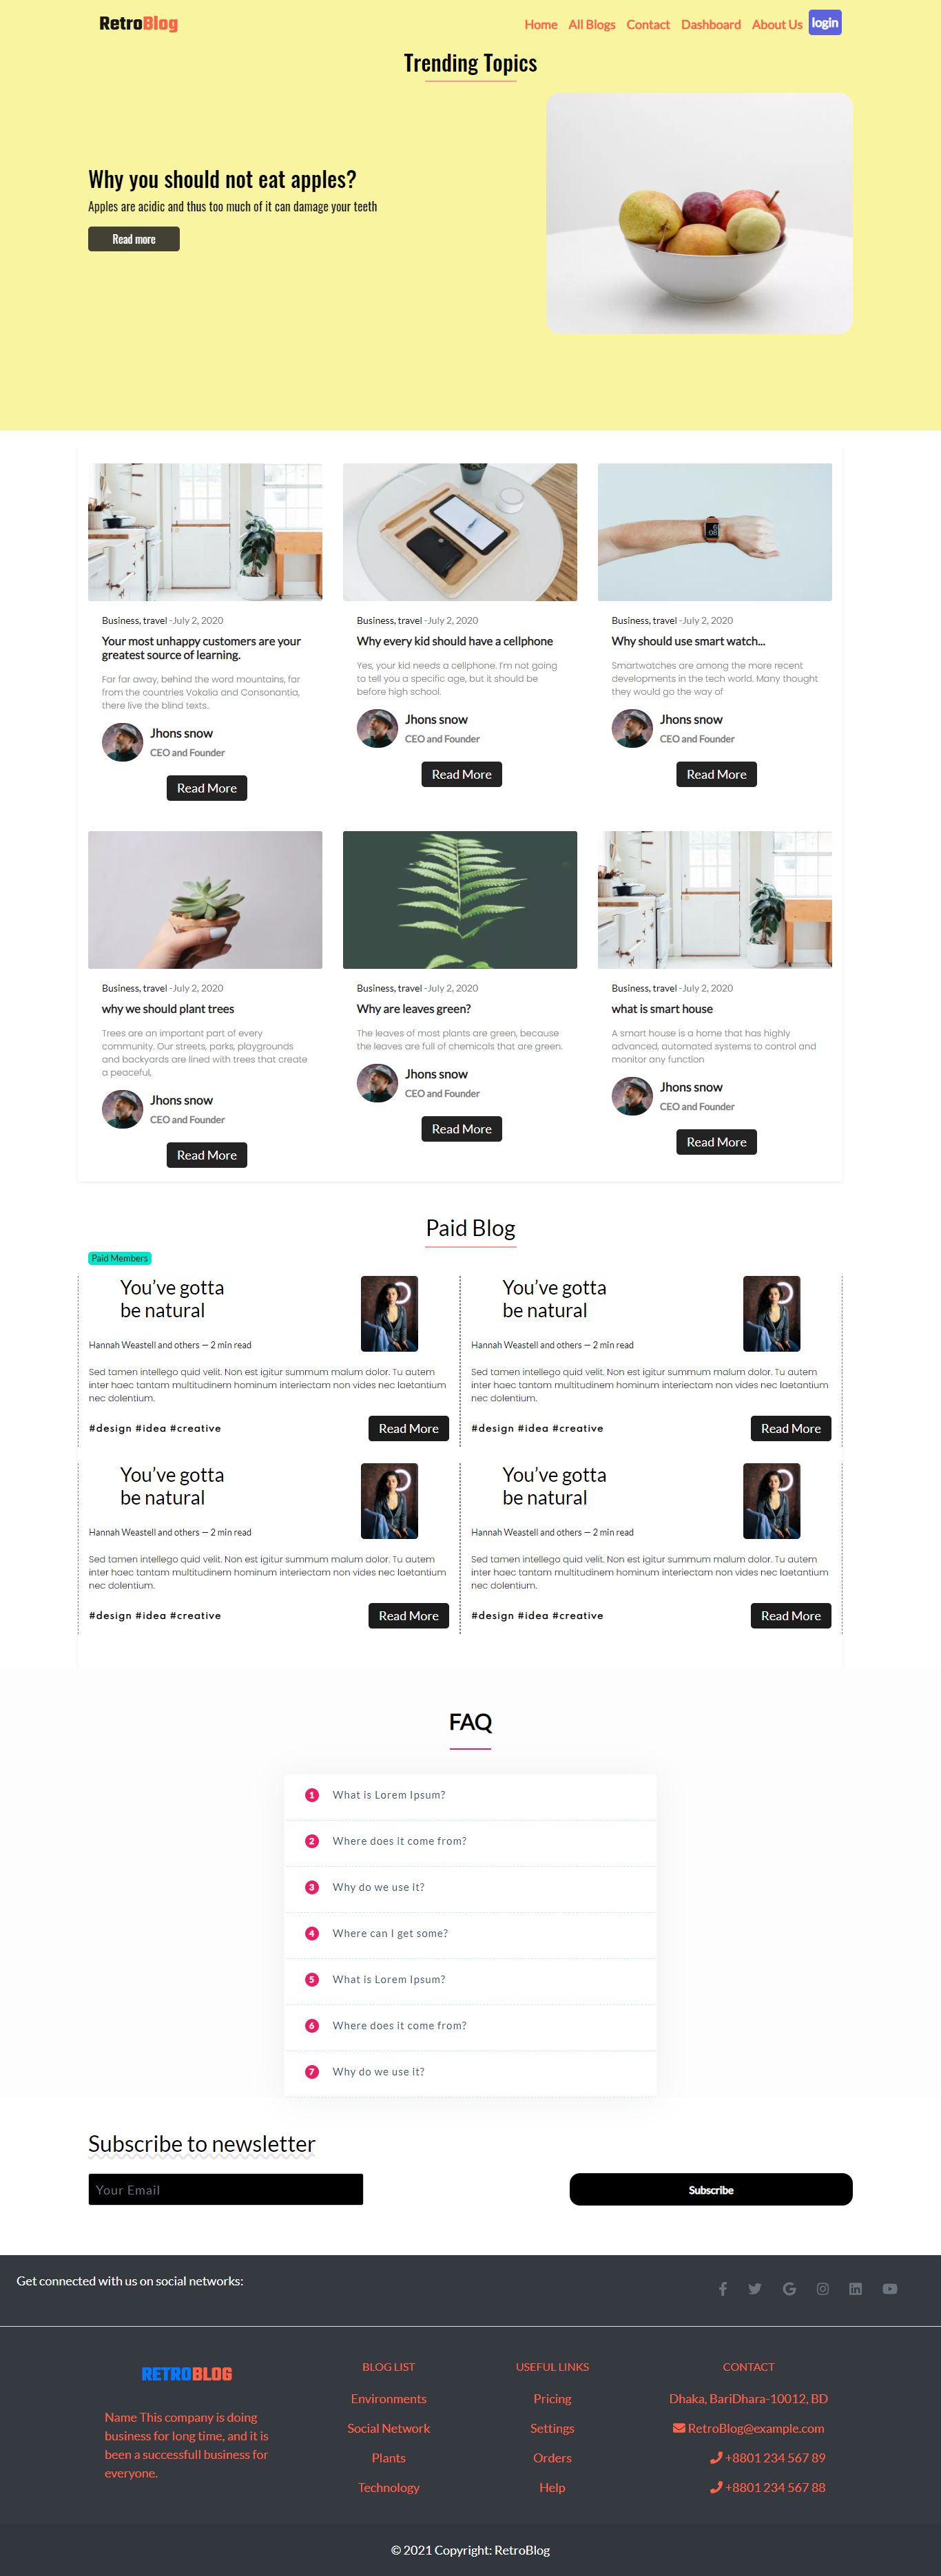 RetroBlog
Home All Blogs Contact Dashboard About Us login
Trending Topics
Why you should not eat apples?
Apples are acidic and thus too much of it can damage your teeth
Read more
Business, travel -July 2, 2020
Your most unhappy customers are your
greatest source of learning.
Far far away, behind the word mountains, far
from the countries Vokalia and Consonantia,
there live the blind texts..
Jhons snow
CEO and Founder
Read More
Business, travel -July 2, 2020
Why every kid should have a cellphone
Yes, your kid needs a cellphone. I'm not going
to tell you a specific age, but it should be
before high school.
Jhons snow
CEO and Founder
Read More
Business, travel -July 2, 2020
Why should use smart watch...
Smartwatches are among the more recent
developments in the tech world. Many thought
they would go the way of
Jhons snow
CEO and Founder
Read More
Business, travel -July 2, 2020
why we should plant trees
Trees are an important part of every
community. Our streets, parks, playgrounds
and backyards are lined with trees that create
a peaceful,
Jhons snow
CEO and Founder
Read More
Business, travel -July 2, 2020
Why are leaves green?
The leaves of most plants are green, because
the leaves are full of chemicals that are green.
Jhons snow
CEO and Founder
Read More
Business, travel -July 2, 2020
what is smart house
A smart house is a home that has highly
advanced, automated systems to control and
monitor any function
Jhons snow
CEO and Founder
Read More
Paid Blog
Paid Members
You've gotta
be natural
Hannah Weastell and others — 2 min read
Sed tamen intellego quid velit. Non est igitur summum malum dolor. Tu autem
inter haec tantam multitudinem hominum interiectam non vides nec laetantium
nec dolentium.
#design #idea #creative
Read More
You've gotta
be natural
Hannah Weastell and others — 2 min read
Sed tamen intellego quid velit. Non est igitur summum malum dolor. Tu autem
inter haec tantam multitudinem hominum interiectam non vides nec laetantium
nec dolentium.
#design #idea #creative
Read More
You've gotta
be natural
Hannah Weastell and others — 2 min read
Sed tamen intellego quid velit. Non est igitur summum malum dolor. Tu autem
inter haec tantam multitudinem hominum interiectam non vides nec laetantium
nec dolentium.
#design #idea #creative
Read More
You've gotta
be natural
Hannah Weastell and others — 2 min read
Sed tamen intellego quid velit. Non est igitur summum malum dolor. Tu autem
inter haec tantam multitudinem hominum interiectam non vides nec laetantium
nec dolentium.
#design #idea #creative
Read More
FAQ
1 What is Lorem Ipsum?
2 Where does it come from?
3 Why do we use it?
4 Where can I get some?
5 What is Lorem Ipsum?
6 Where does it come from?
7 Why do we use it?
Subscribe to newsletter
Your Email
Subscribe
Get connected with us on social networks:
RETROBLOG
Name This company is doing
business for long time, and it is
been a successfull business for
everyone.
BLOG LIST
Environments
Social Network
Plants
Technology
USEFUL LINKS
Pricing
Settings
Orders
Help
CONTACT
Dhaka, BariDhara-10012, BD
RetroBlog@example.com
+8801 234 567 89
+8801 234 567 88
© 2021 Copyright: RetroBlog